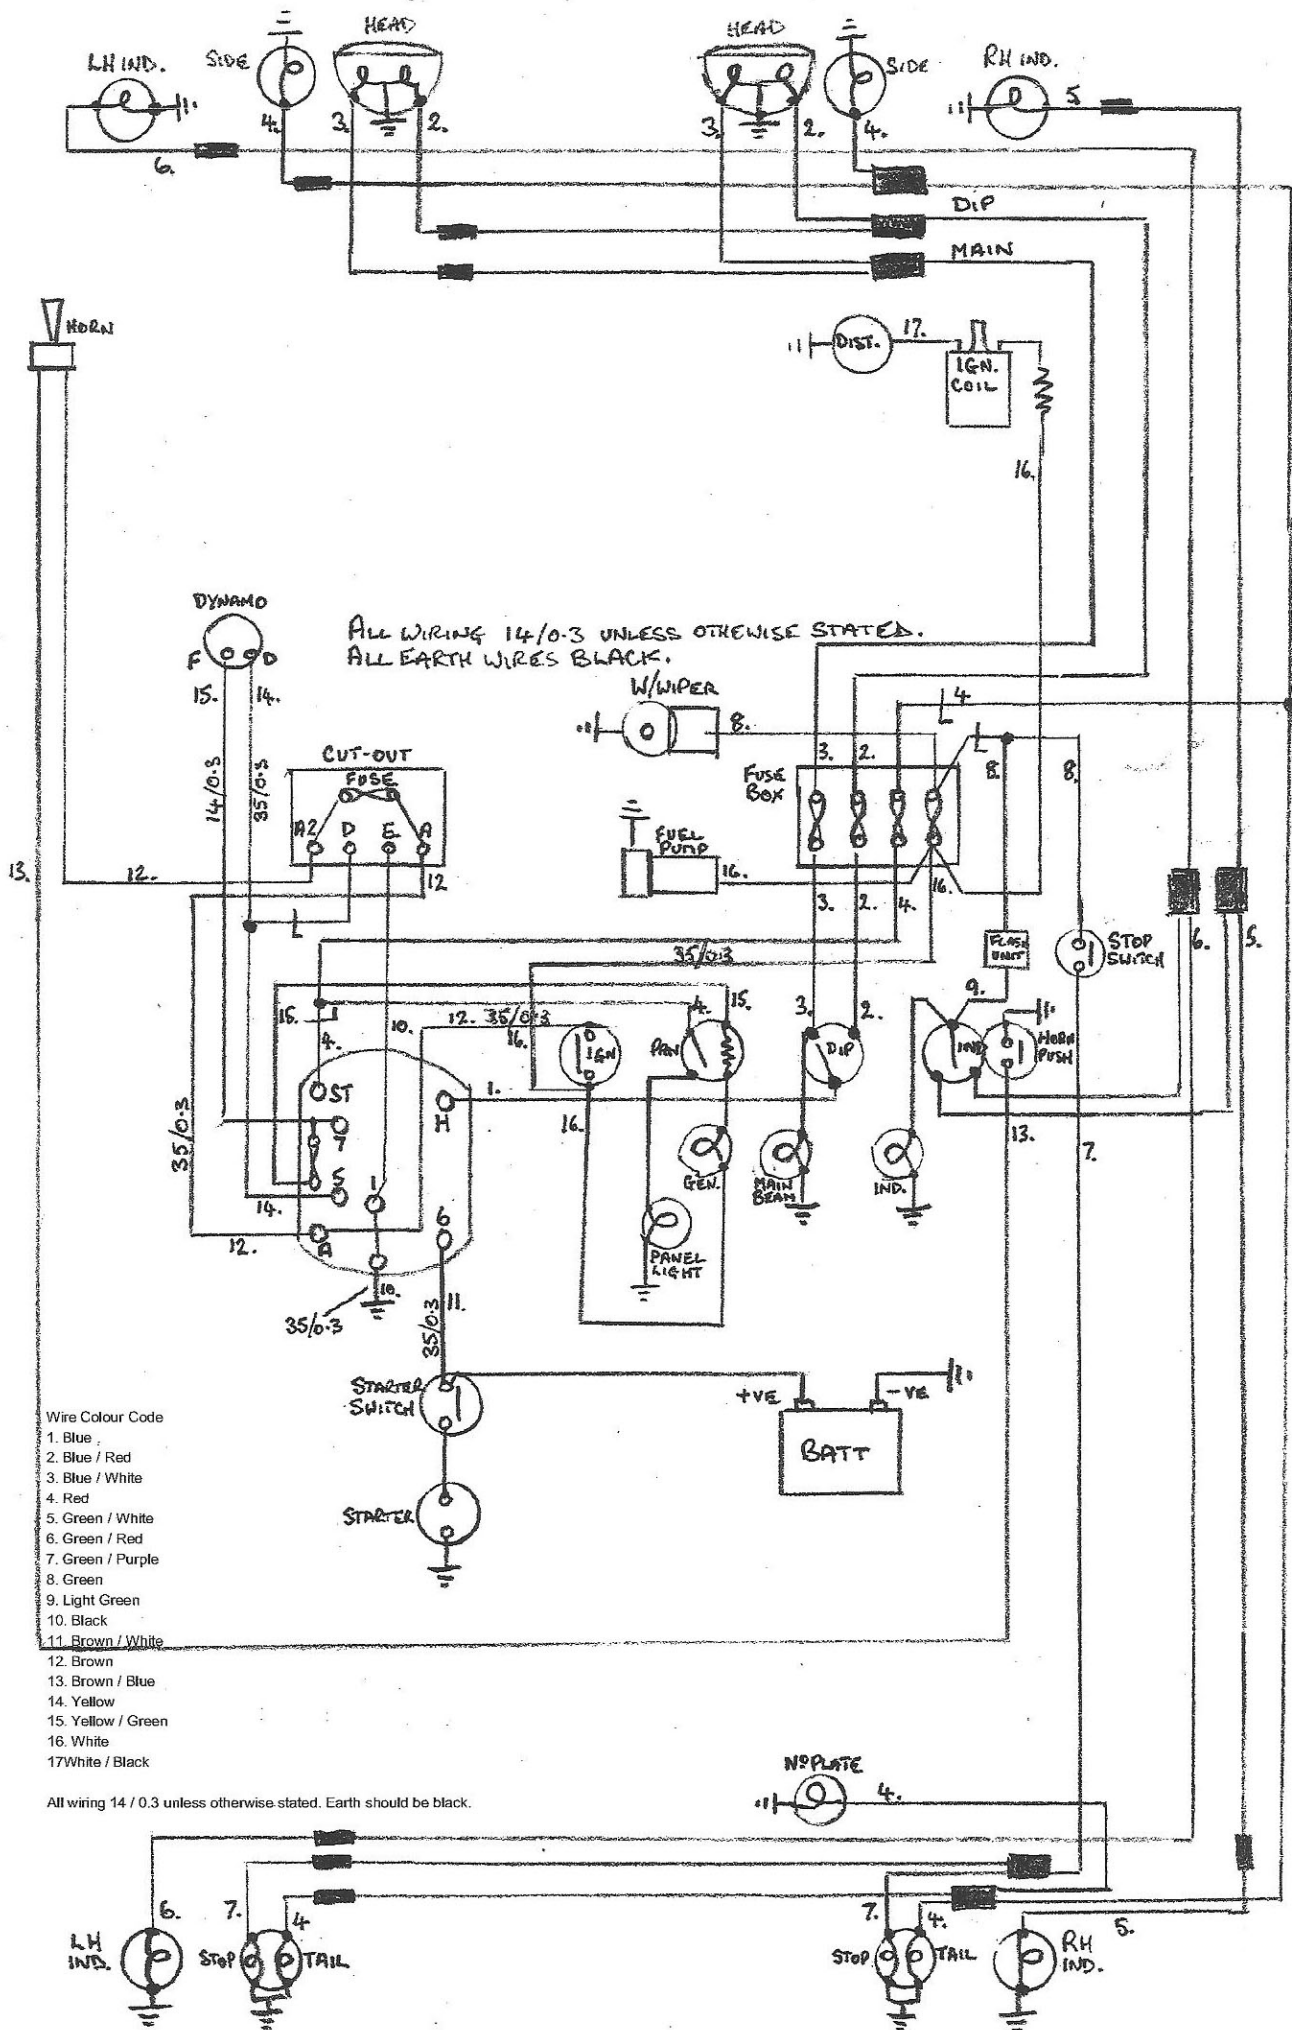 HEAD
HEAD
LH IND.
SIDE
SIDE
RH IND.
5.
4.
3.
2.
3.
2.
4.
6.
DIP
MAIN
HORN
DIST.
17.
IGN.
COIL
16.
DYNAMO
F
D
15.
14.
ALL WIRING 14/0.3 UNLESS OTHEWISE STATED.
ALL EARTH WIRES BLACK.
W/WIPER
8.
4
3.
2.
8.
8.
14/0.3
35/0.3
CUT-OUT
FUSE
A2
D
E
A
FUSE
BOX
FUEL
PUMP
16.
16.
13.
12.
12
3.
2.
4.
6.
5.
35/0.3
FLASH
UNIT
STOP
SWITCH
9.
15.
4.
10.
12.
35/0.3
16.
IGN
4.
15.
PAN
3.
2.
DIP
IND
HORN
PUSH
ST
H
1.
16.
13.
7.
35/0.3
7
5
1
14.
6
12.
A
GEN.
MAIN
BEAM
IND.
PANEL
LIGHT
10.
35/0.3
35/0.3
11.
STARTER
SWITCH
+VE
-VE
BATT
STARTER
Wire Colour Code
1. Blue
2. Blue / Red
3. Blue / White
4. Red
5. Green / White
6. Green / Red
7. Green / Purple
8. Green
9. Light Green
10. Black
11. Brown / White
12. Brown
13. Brown / Blue
14. Yellow
15. Yellow / Green
16. White
17White / Black
All wiring 14 / 0.3 unless otherwise stated. Earth should be black.
Nº PLATE
4.
6.
7.
4
7.
4.
5.
LH
IND.
STOP
TAIL
STOP
TAIL
RH
IND.